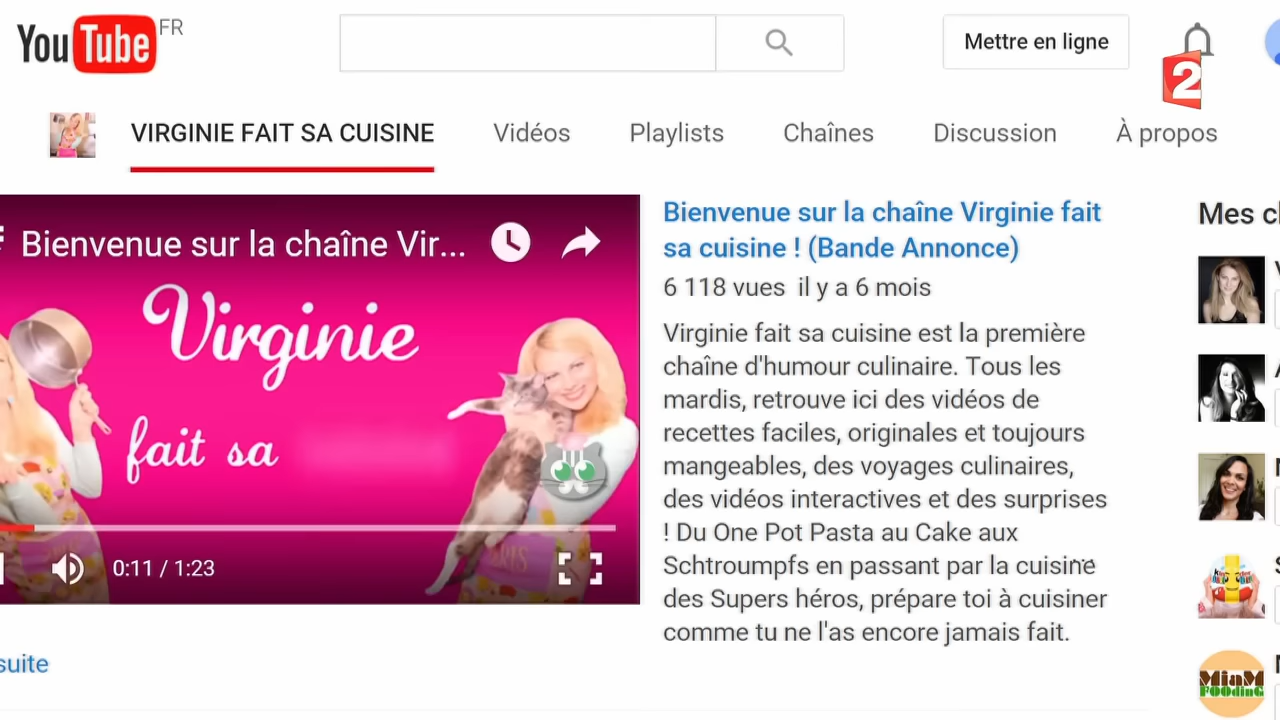 YouTube FR
Mettre en ligne
2
VIRGINIE FAIT SA CUISINE
Vidéos
Playlists
Chaînes
Discussion
À propos
Bienvenue sur la chaîne Vir...
Virginie
fait sa
0:11 / 1:23
suite
Bienvenue sur la chaîne Virginie fait
sa cuisine ! (Bande Annonce)
6 118 vues il y a 6 mois
Virginie fait sa cuisine est la première
chaîne d'humour culinaire. Tous les
mardis, retrouve ici des vidéos de
recettes faciles, originales et toujours
mangeables, des voyages culinaires,
des vidéos interactives et des surprises
! Du One Pot Pasta au Cake aux
Schtroumpfs en passant par la cuisine
des Supers héros, prépare toi à cuisiner
comme tu ne l'as encore jamais fait.
Mes
MiaM
FOOdinG